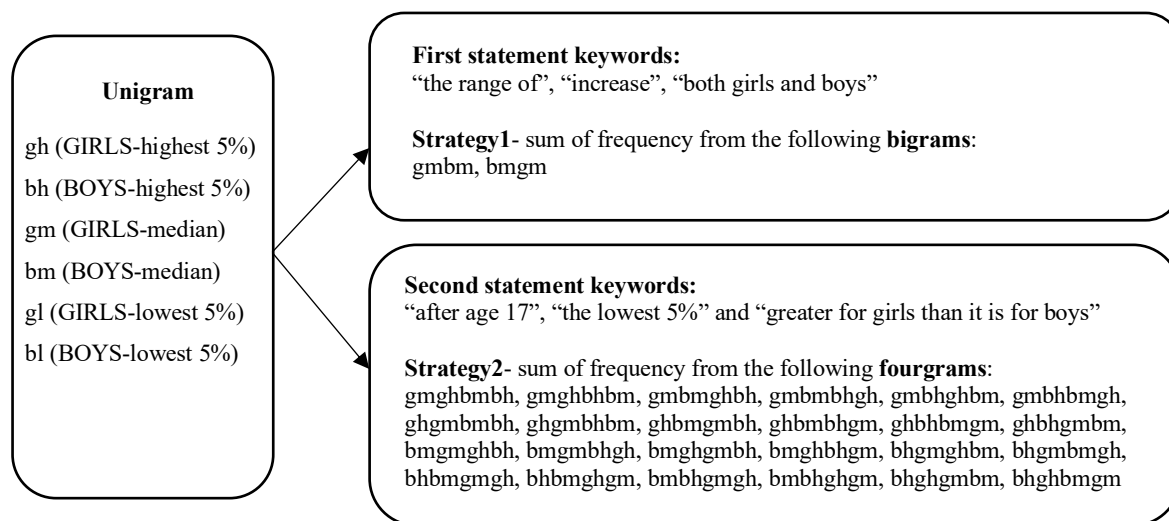 Unigram
gh (GIRLS-highest 5%)
bh (BOYS-highest 5%)
gm (GIRLS-median)
bm (BOYS-median)
gl (GIRLS-lowest 5%)
bl (BOYS-lowest 5%)
First statement keywords:
“the range of”, “increase”, “both girls and boys”
Strategy1- sum of frequency from the following bigrams:
gmbm, bmgm
Second statement keywords:
“after age 17”, “the lowest 5%” and “greater for girls than it is for boys”
Strategy2- sum of frequency from the following fourgrams:
gmghbmbh, gmghbhbm, gmbmghbh, gmbmbhgh, gmbhghbm, gmbhbmgh,
ghgmbmbh, ghgmbhbm, ghbmgmbh, ghbmbhgm, ghbhbmgm, ghbhgmbm,
bmgmghbh, bmgmbhgh, bmghgmbh, bmghbhgm, bhgmghbm, bhgmbmgh,
bhbmgmgh, bhbmghgm, bmbhgmgh, bmbhghgm, bhghgmbm, bhghbmgm